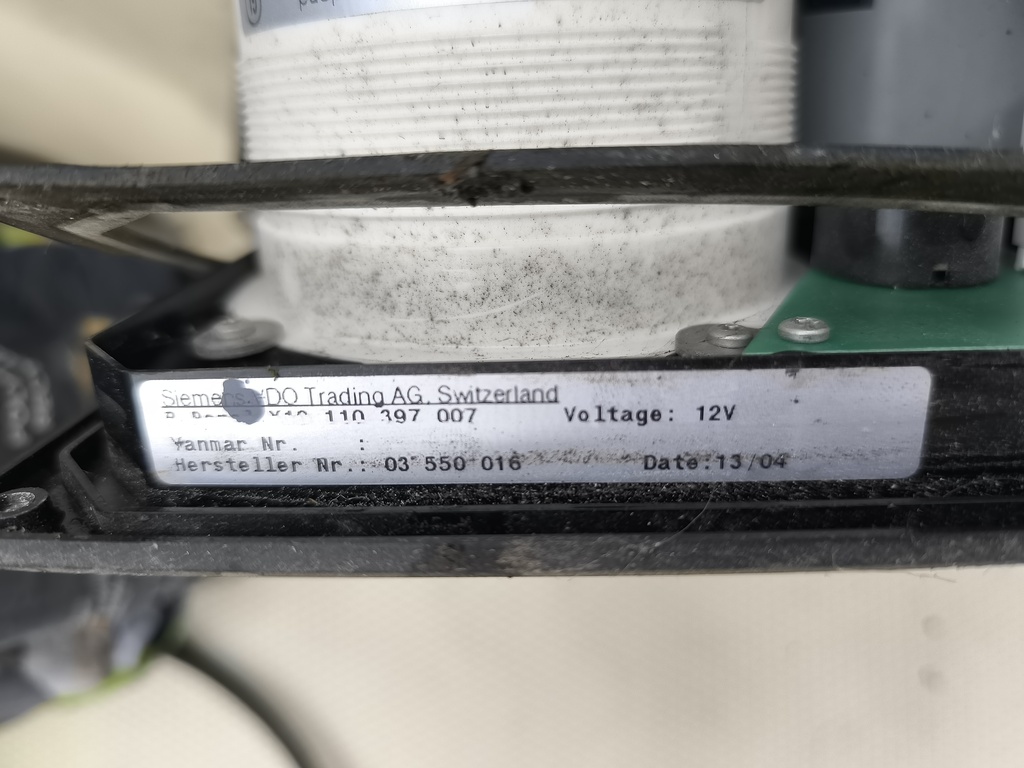 Siemens VDO Trading AG, Switzerland
110 397 007 Voltage: 12V
Yanmar Nr. :
Hersteller Nr.: 03 550 016 Date:13/04